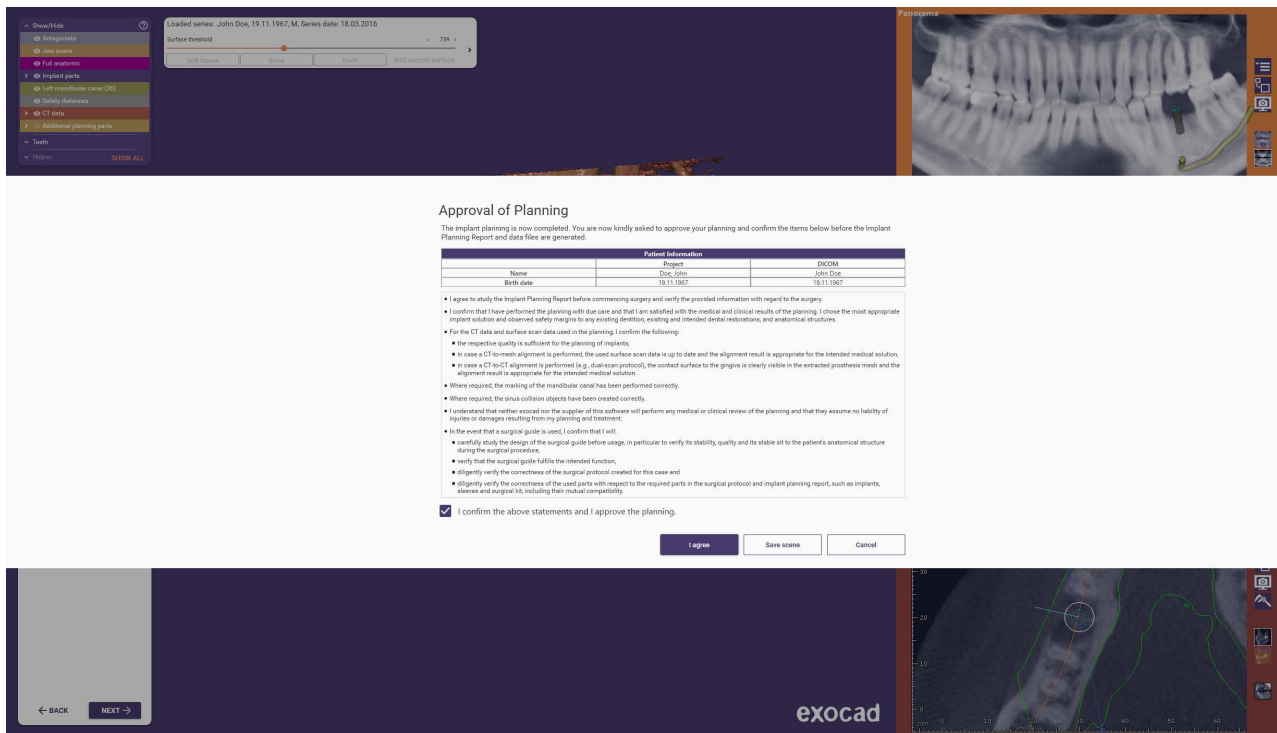 Show/Hide
Antagonists
Jaw scans
Full anatomic
Implant parts
Left mandibular canal (36)
Safety distances
CT data
Additional planning parts
Teeth
Hidden
SHOW ALL
Loaded series: John Doe, 19.11.1967, M, Series date: 18.03.2016
Surface threshold
739
Soft tissue
Bone
Tooth
Add second surface
Panorama
Approval of Planning
The implant planning is now completed. You are now kindly asked to approve your planning and confirm the items below before the Implant
Planning Report and data files are generated.
Patient Information
Project DICOM
Name Doe, John John Doe
Birth date 19.11.1967 19.11.1967
▪ I agree to study the Implant Planning Report before commencing surgery and verify the provided information with regard to the surgery.
▪ I confirm that I have performed the planning with due care and that I am satisfied with the medical and clinical results of the planning. I chose the most appropriate
implant solution and observed safety margins to any existing dentition, existing and intended dental restorations, and anatomical structures.
▪ For the CT data and surface scan data used in the planning, I confirm the following:
▪ the respective quality is sufficient for the planning of implants,
▪ in case a CT-to-mesh alignment is performed, the used surface scan data is up to date and the alignment result is appropriate for the intended medical solution,
▪ in case a CT-to-CT alignment is performed (e.g., dual-scan protocol), the contact surface to the gingiva is clearly visible in the extracted prosthesis mesh and the
alignment result is appropriate for the intended medical solution.
▪ Where required, the marking of the mandibular canal has been performed correctly.
▪ Where required, the sinus collision objects have been created correctly.
▪ I understand that neither exocad nor the supplier of this software will perform any medical or clinical review of the planning and that they assume no liability of
injuries or damages resulting from my planning and treatment.
▪ In the event that a surgical guide is used, I confirm that I will:
▪ carefully study the design of the surgical guide before usage, in particular to verify its stability, quality and its stable sit to the patient's anatomical structure
during the surgical procedure,
▪ verify that the surgical guide fulfills the intended function,
▪ diligently verify the correctness of the surgical protocol created for this case and
▪ diligently verify the correctness of the used parts with respect to the required parts in the surgical protocol and implant planning report, such as implants,
sleeves and surgical kit, including their mutual compatibility.
I confirm the above statements and I approve the planning.
I agree
Save scene
Cancel
BACK
NEXT
exocad
30
20
10
0
mm 0 10 20 30 40 50 60